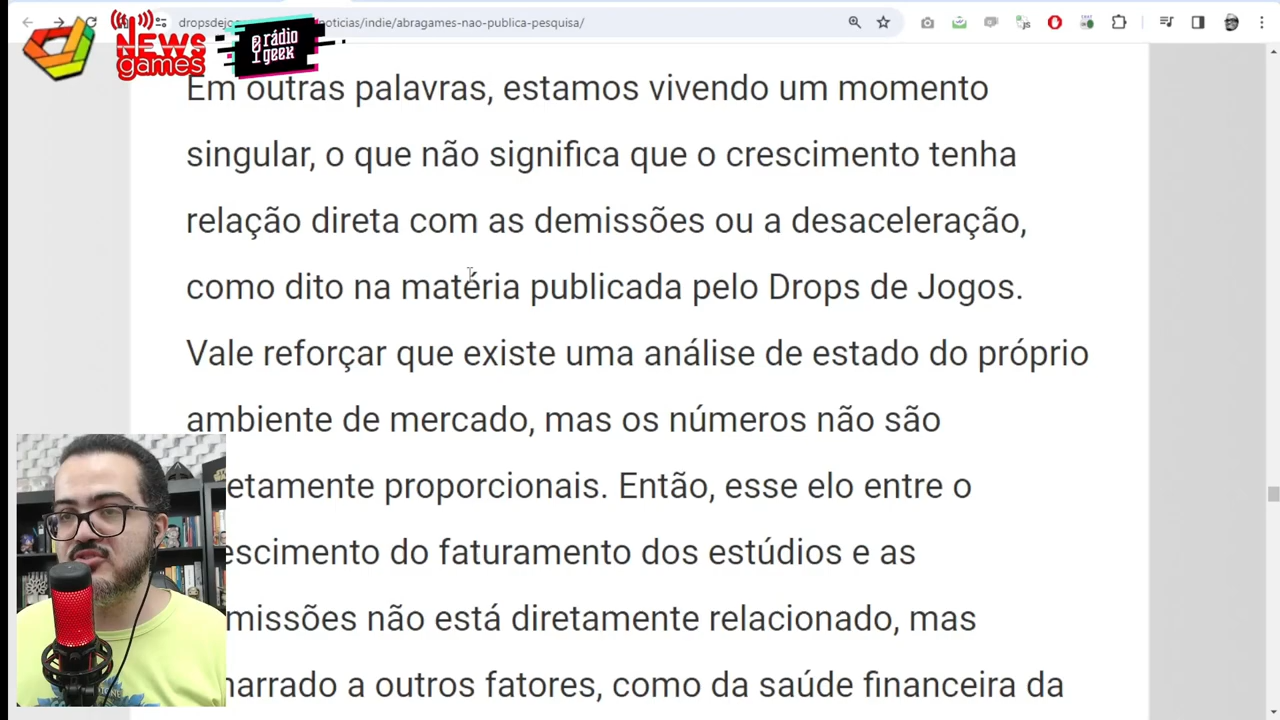 dropsdejo
noticias/indie/abragames-nao-publica-pesquisa/
NEWS
games
rádio
geek
Em outras palavras, estamos vivendo um momento
singular, o que não significa que o crescimento tenha
relação direta com as demissões ou a desaceleração,
como dito na matéria publicada pelo Drops de Jogos.
Vale reforçar que existe uma análise de estado do próprio
ambiente de mercado, mas os números não são
etamente proporcionais. Então, esse elo entre o
escimento do faturamento dos estúdios e as
missões não está diretamente relacionado, mas
arrado a outros fatores, como da saúde financeira da